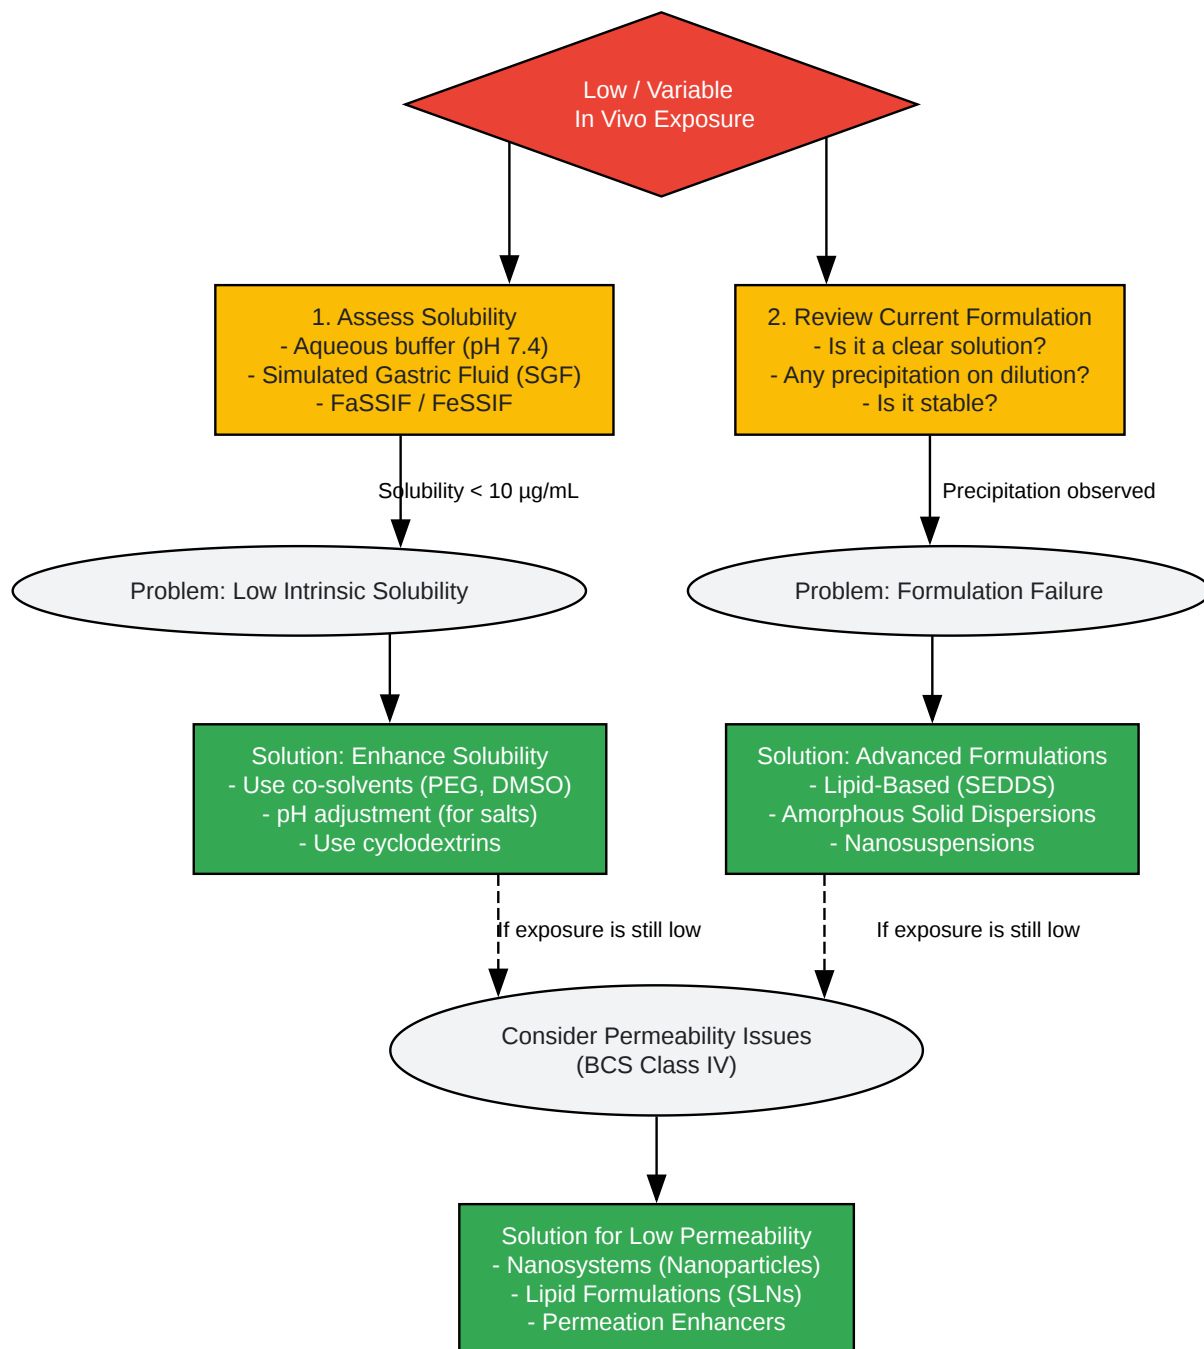 Low / Variable
In Vivo Exposure
1. Assess Solubility
- Aqueous buffer (pH 7.4)
- Simulated Gastric Fluid (SGF)
- FaSSIF / FeSSIF
2. Review Current Formulation
- Is it a clear solution?
- Any precipitation on dilution?
- Is it stable?
Solubility < 10 µg/mL
Precipitation observed
Problem: Low Intrinsic Solubility
Problem: Formulation Failure
Solution: Enhance Solubility
- Use co-solvents (PEG, DMSO)
- pH adjustment (for salts)
- Use cyclodextrins
Solution: Advanced Formulations
- Lipid-Based (SEDDS)
- Amorphous Solid Dispersions
- Nanosuspensions
If exposure is still low
If exposure is still low
Consider Permeability Issues
(BCS Class IV)
Solution for Low Permeability
- Nanosystems (Nanoparticles)
- Lipid Formulations (SLNs)
- Permeation Enhancers